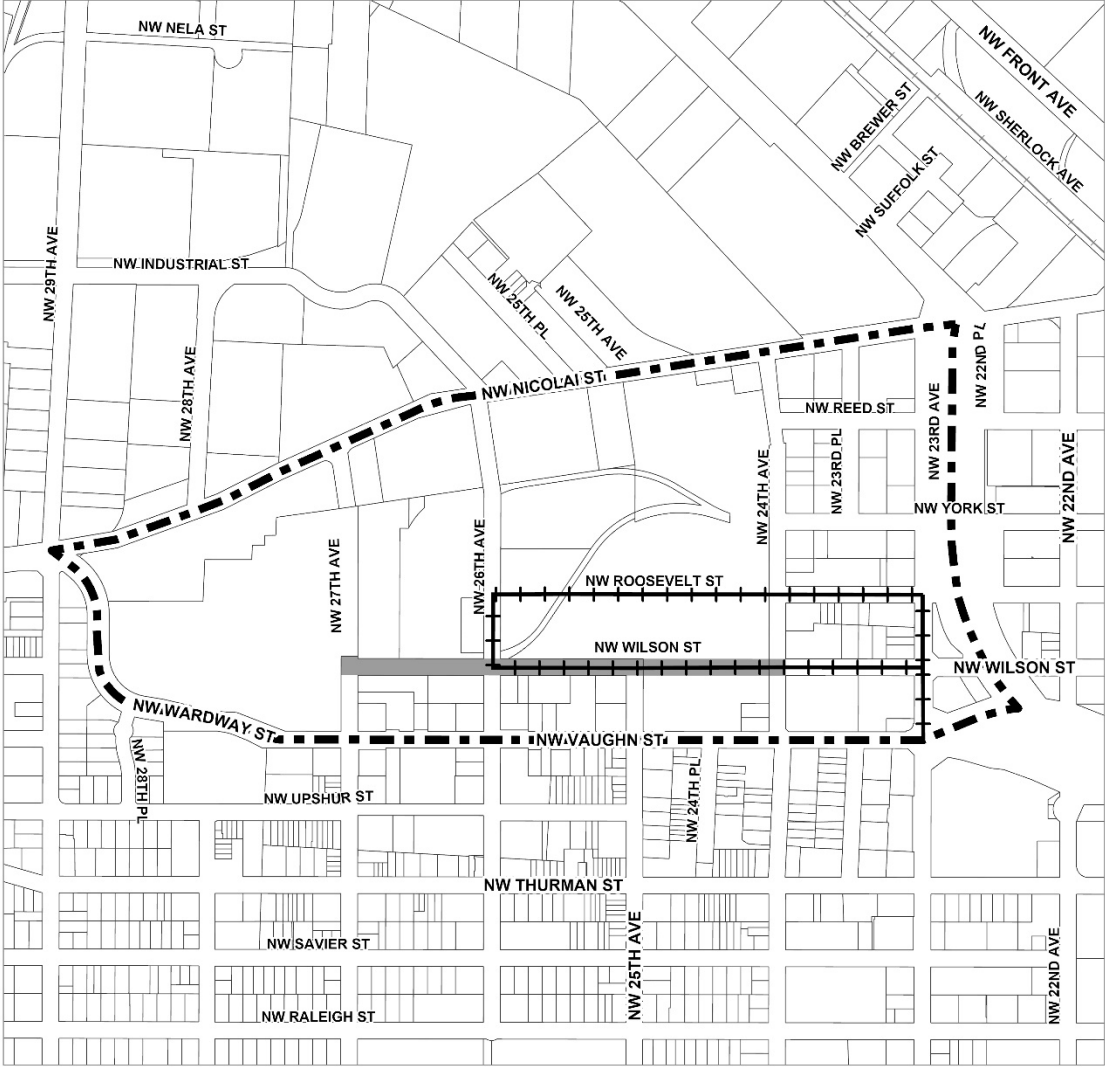 NW NELA ST
NW FRONT AVE
NW SHERLOCK AVE
NW BREWER ST
NW SUFFOLK ST
NW 29TH AVE
NW INDUSTRIAL ST
NW 25TH PL
NW 25TH AVE
NW 28TH AVE
NW NICOLAI ST
NW 22ND PL
NW REED ST
NW 23RD AVE
NW 23RD PL
NW 24TH AVE
NW 22ND AVE
NW YORK ST
NW 26TH AVE
NW 27TH AVE
NW ROOSEVELT ST
NW WILSON ST
NW WILSON ST
NW WARDWAY ST
NW VAUGHN ST
NW 28TH PL
NW 24TH PL
NW UPSHUR ST
NW THURMAN ST
NW 25TH AVE
NW SAVIER ST
NW 22ND AVE
NW RALEIGH ST